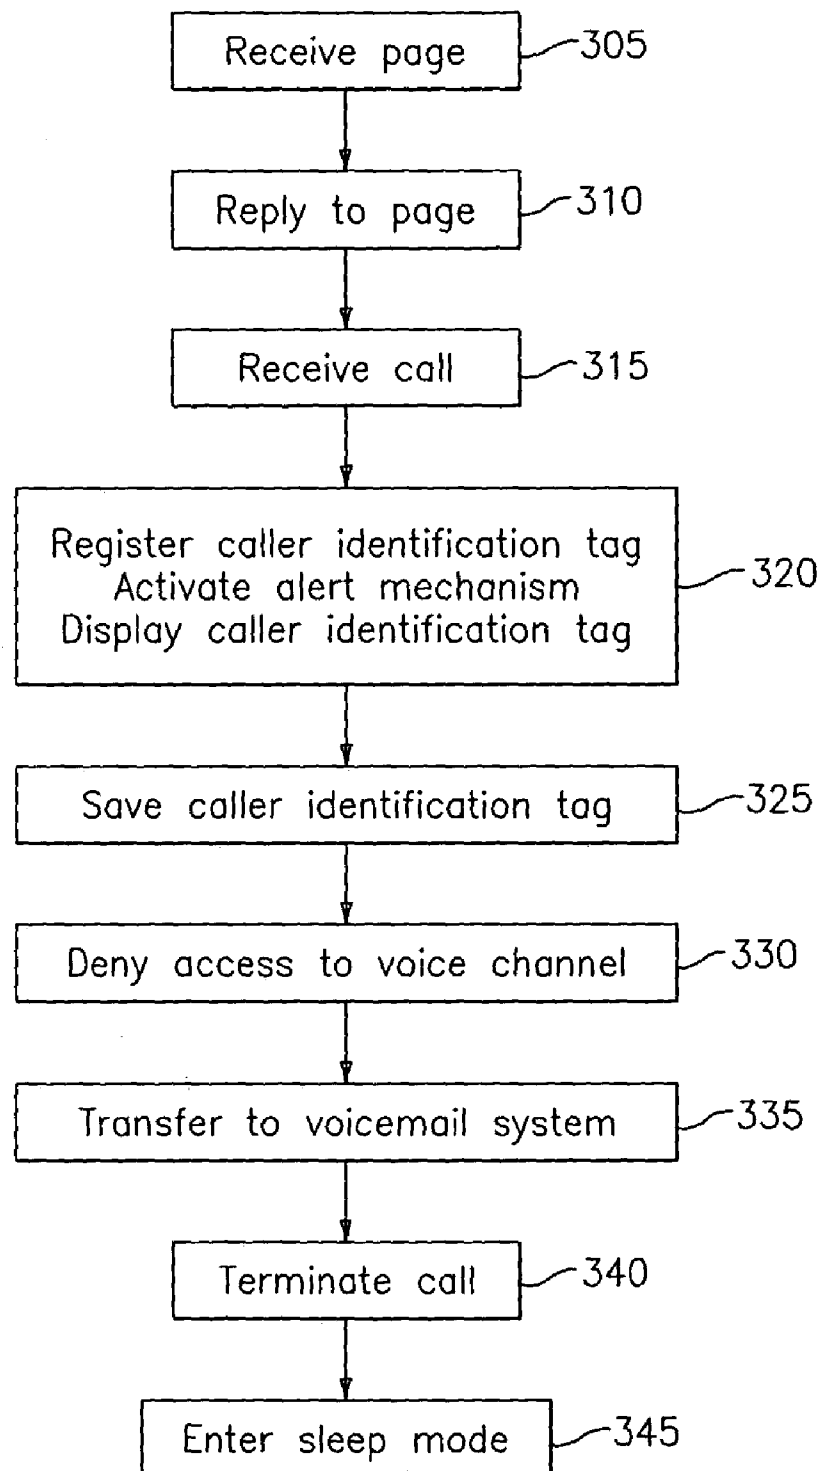 Receive page 305
Reply to page 310
Receive call 315
Register caller identification tag
Activate alert mechanism 320
Display caller identification tag
Save caller identification tag 325
Deny access to voice channel 330
Transfer to voicemail system 335
Terminate call 340
Enter sleep mode 345